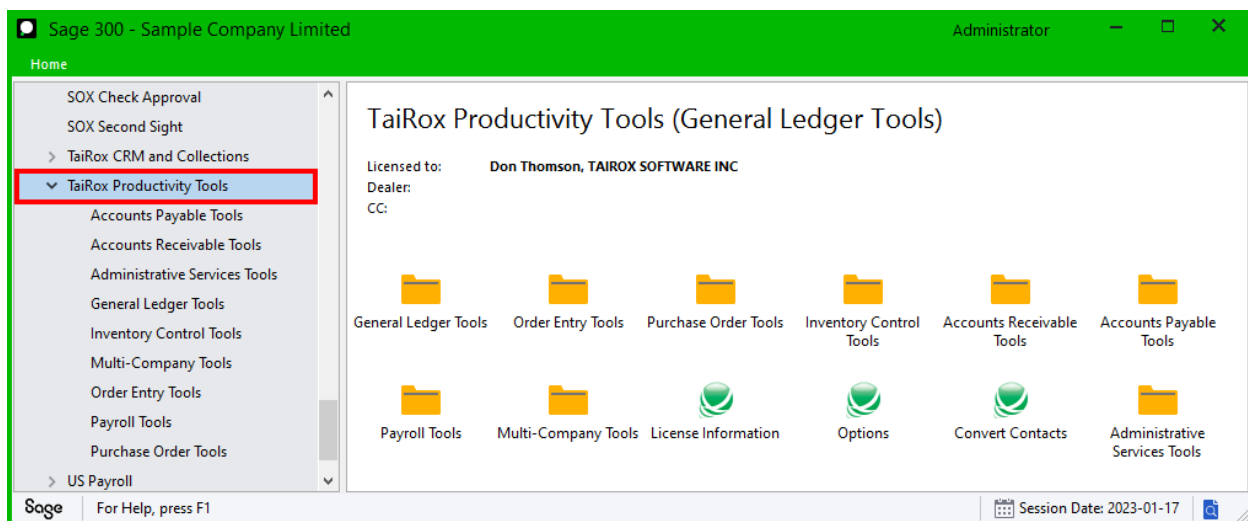 Sage 300 - Sample Company Limited
Administrator
Home
SOX Check Approval
SOX Second Sight
TaiRox CRM and Collections
TaiRox Productivity Tools
Accounts Payable Tools
Accounts Receivable Tools
Administrative Services Tools
General Ledger Tools
Inventory Control Tools
Multi-Company Tools
Order Entry Tools
Payroll Tools
Purchase Order Tools
US Payroll
TaiRox Productivity Tools (General Ledger Tools)
Licensed to: Don Thomson, TAIROX SOFTWARE INC
Dealer:
CC:
General Ledger Tools
Order Entry Tools
Purchase Order Tools
Inventory Control
Tools
Accounts Receivable
Tools
Accounts Payable
Tools
Payroll Tools
Multi-Company Tools
License Information
Options
Convert Contacts
Administrative
Services Tools
Sage
For Help, press F1
Session Date: 2023-01-17